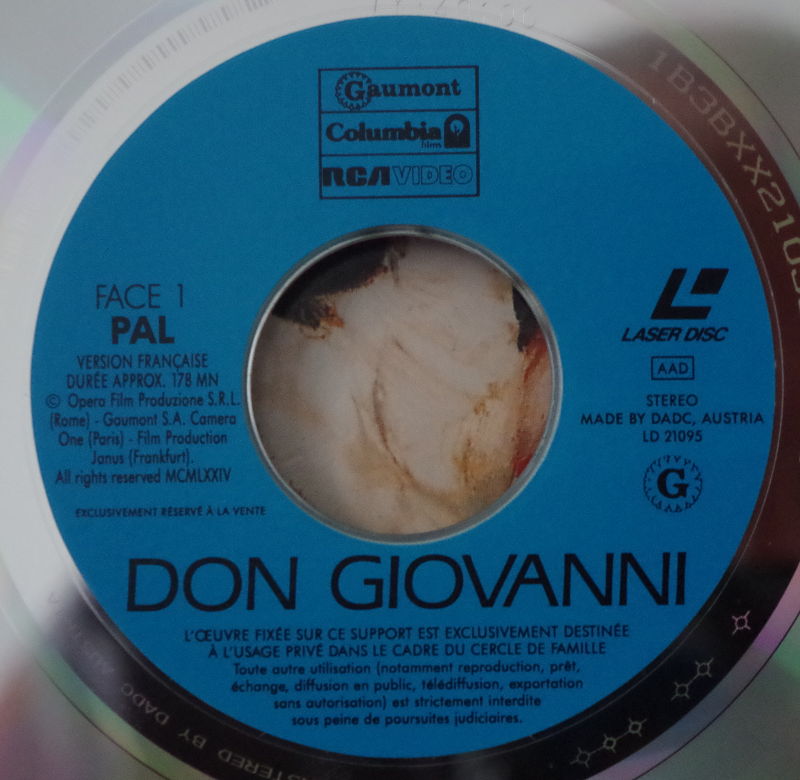 Gaumont
Columbia
films
RCA VIDEO
FACE 1
PAL
VERSION FRANÇAISE
DURÉE APPROX. 178 MN
© Opera Film Produzione S.R.L.
(Rome) - Gaumont S.A. Camera
One (Paris) - Film Production
Janus (Frankfurt).
All rights reserved MCMLXXIV
EXCLUSIVEMENT RÉSERVÉ À LA VENTE
LASER DISC
AAD
STEREO
MADE BY DADC, AUSTRIA
LD 21095
G
DON GIOVANNI
L'ŒUVRE FIXÉE SUR CE SUPPORT EST EXCLUSIVEMENT DESTINÉE
À L'USAGE PRIVÉ DANS LE CADRE DU CERCLE DE FAMILLE
Toute autre utilisation (notamment reproduction, prêt,
échange, diffusion en public, télédiffusion, exportation
sans autorisation) est strictement interdite
sous peine de poursuites judiciaires.
BY DADC